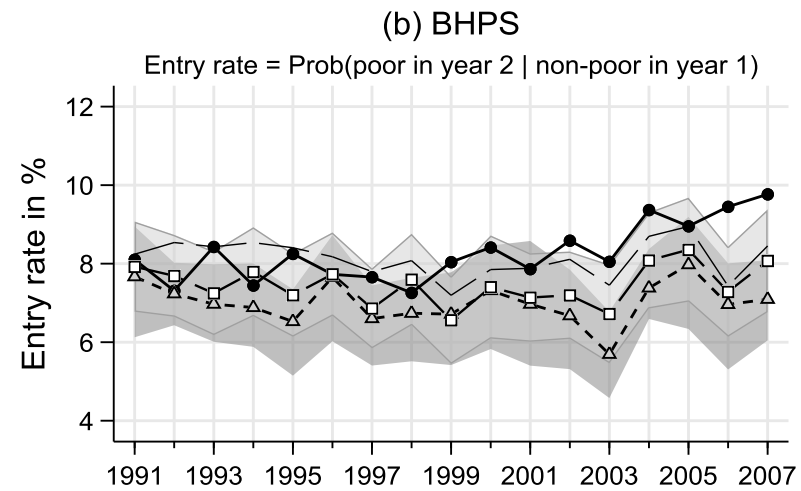 (b) BHPS
Entry rate = Prob(poor in year 2 | non-poor in year 1)
Entry rate in %
12
10
8
6
4
1991 1993 1995 1997 1999 2001 2003 2005 2007